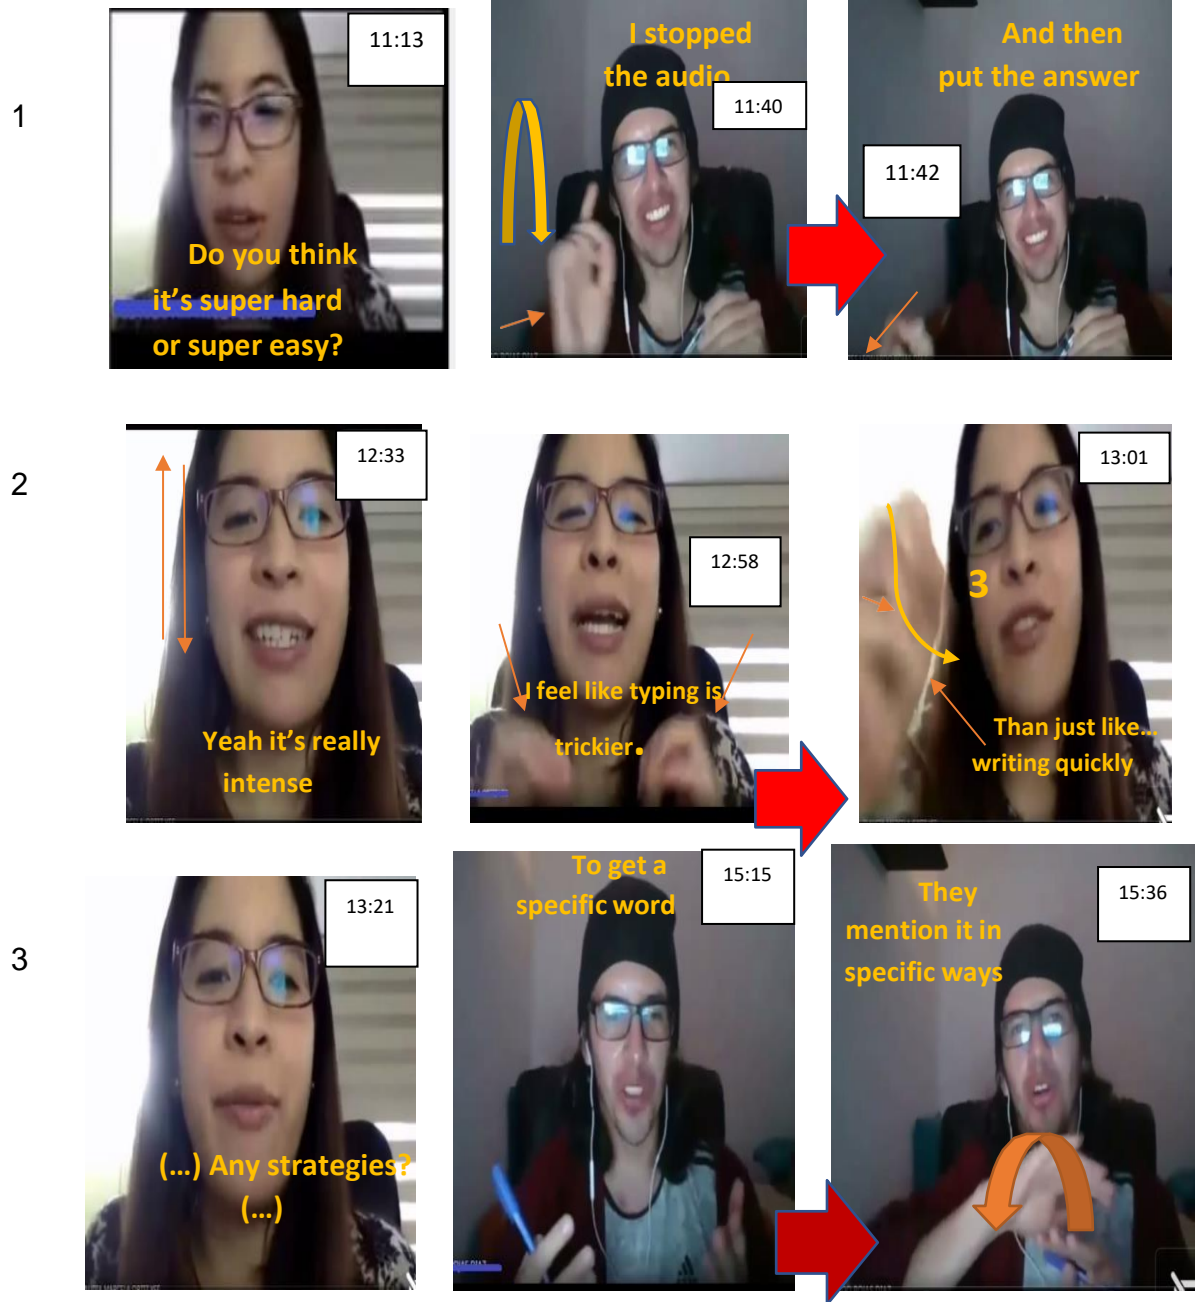 1
11:13
Do you think
it's super hard
or super easy?
I stopped
the audio
11:40
And then
put the answer
11:42
2
12:33
Yeah it's really
intense
12:58
I feel like typing is
trickier.
13:01
3
Than just like…
writing quickly
3
13:21
(…) Any strategies?
(…)
To get a
specific word
15:15
They
mention it in
specific ways
15:36